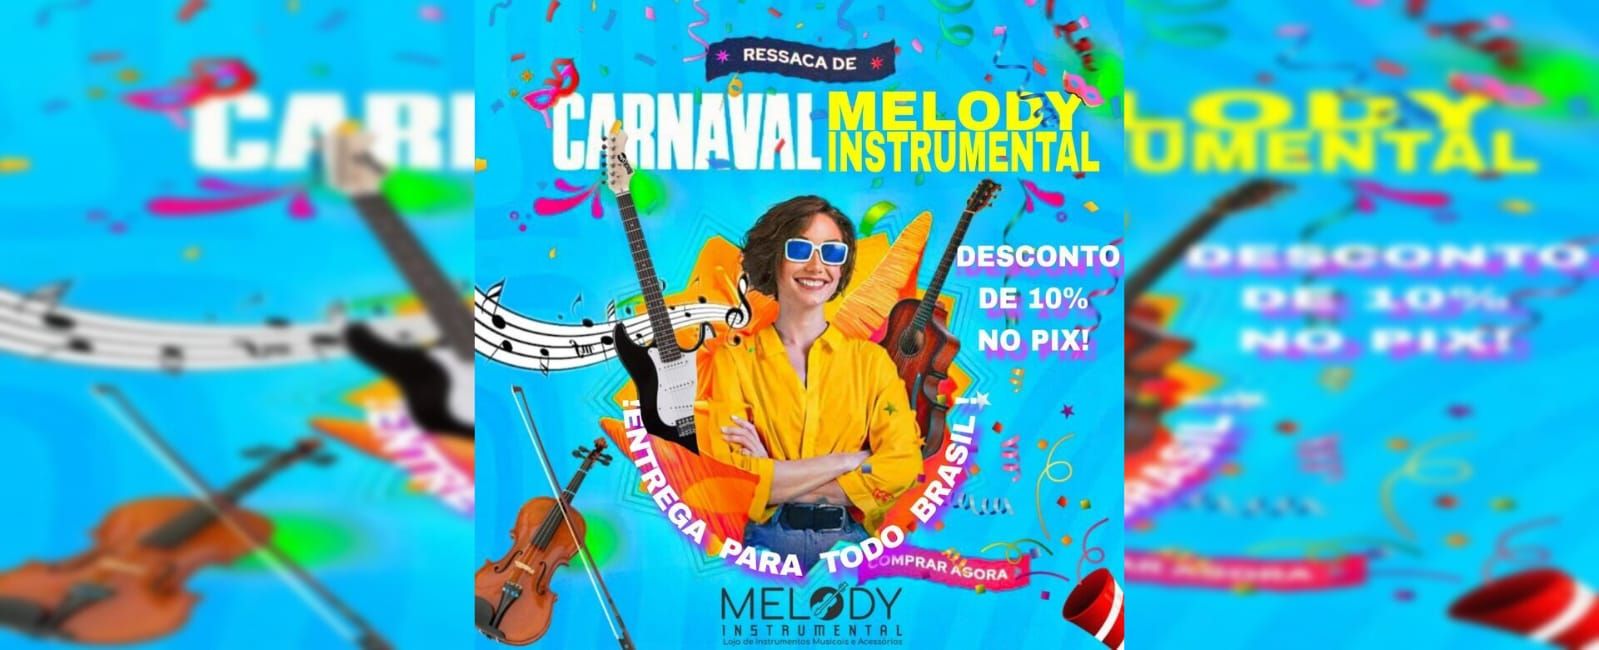 RESSACA DE
CARNAVAL
MELODY
INSTRUMENTAL
DESCONTO
DE 10%
NO PIX!
!ENTREGA PARA TODO BRASIL!
COMPRAR AGORA
MELODY
INSTRUMENTAL
Loja de Instrumentos Musicais e Acessórios